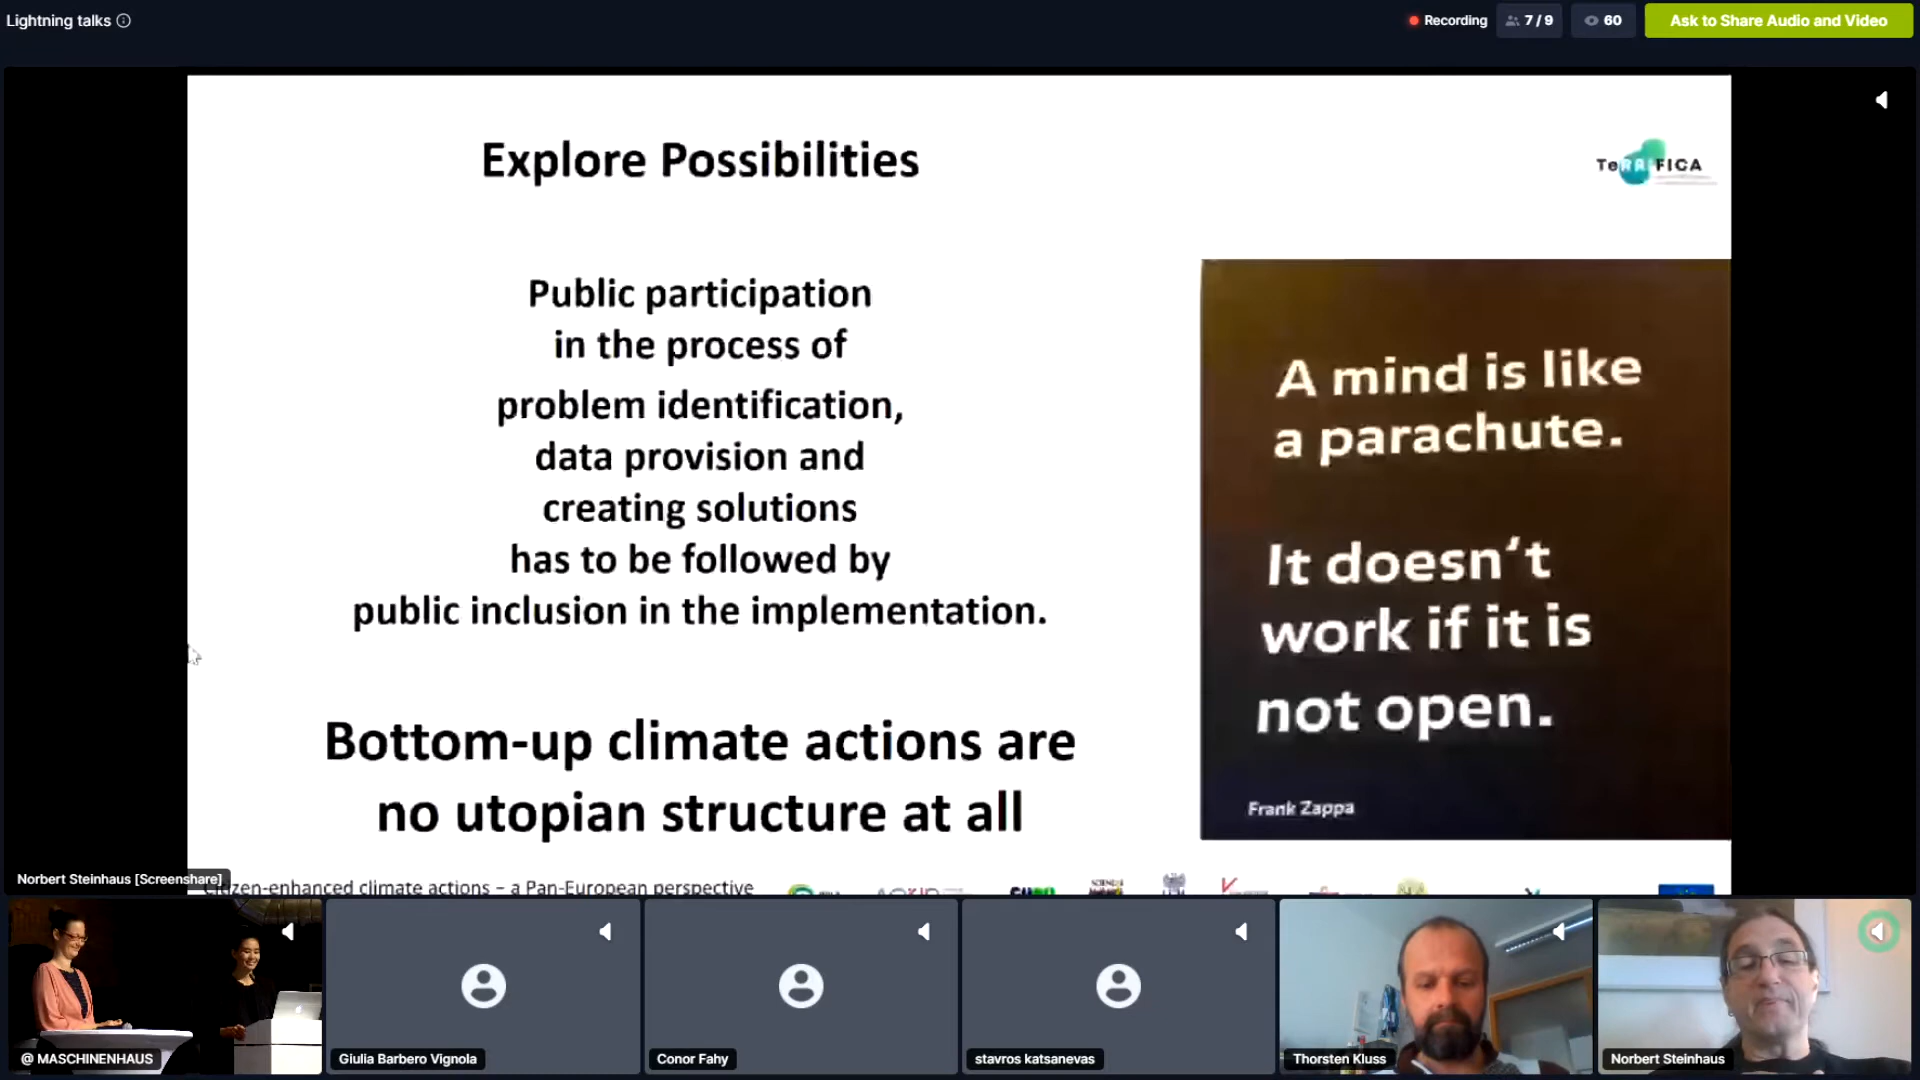 Lightning talks
Recording
7 / 9
60
Ask to Share Audio and Video
Explore Possibilities
TeRRIFICA
Public participation
in the process of
problem identification,
data provision and
creating solutions
has to be followed by
public inclusion in the implementation.
Bottom-up climate actions are
no utopian structure at all
A mind is like
a parachute.
It doesn‘t
work if it is
not open.
Frank Zappa
Norbert Steinhaus [Screenshare]
climate actions – a Pan-European perspective
@ MASCHINENHAUS
Giulia Barbero Vignola
Conor Fahy
stavros katsanevas
Thorsten Kluss
Norbert Steinhaus